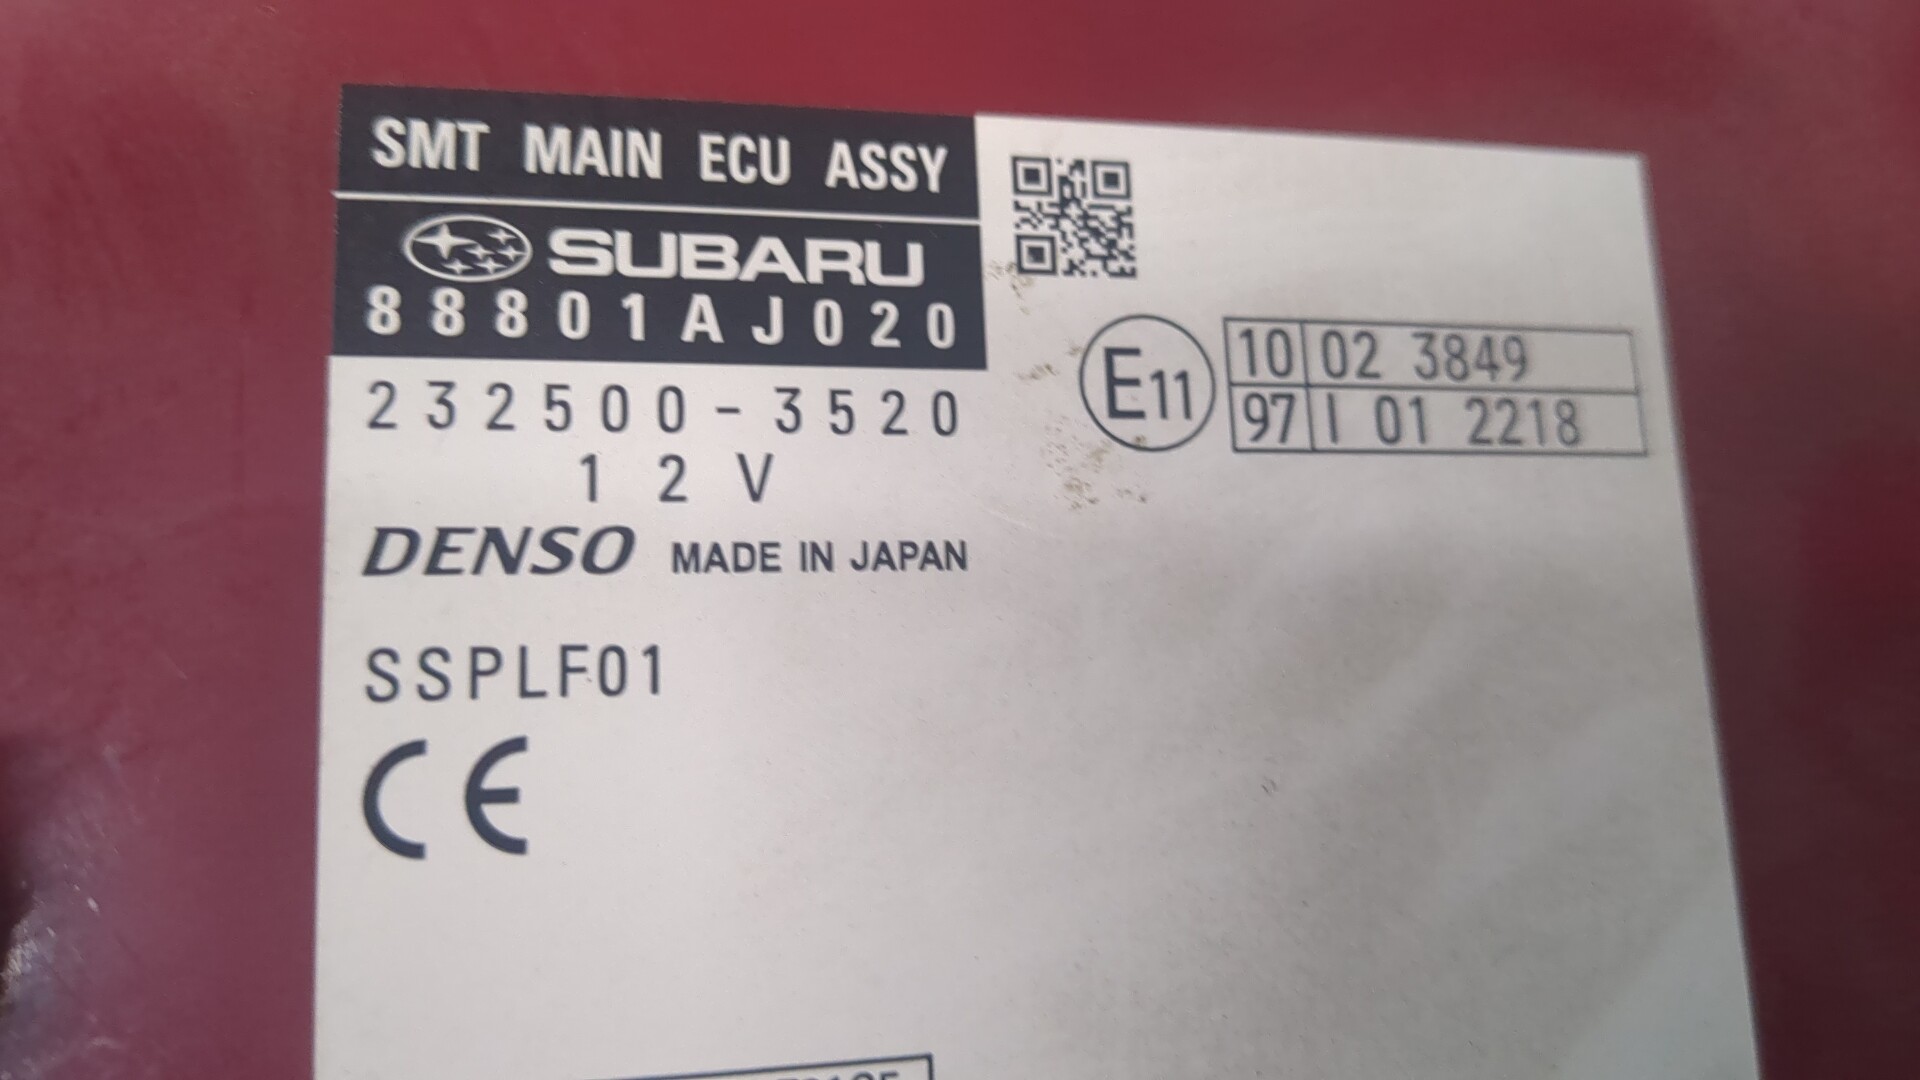 SMT MAIN ECU ASSY
SUBARU
88801AJ020
232500-3520
12V
DENSO MADE IN JAPAN
SSPLF01
CE
E11
10 02 3849
97 I 01 2218